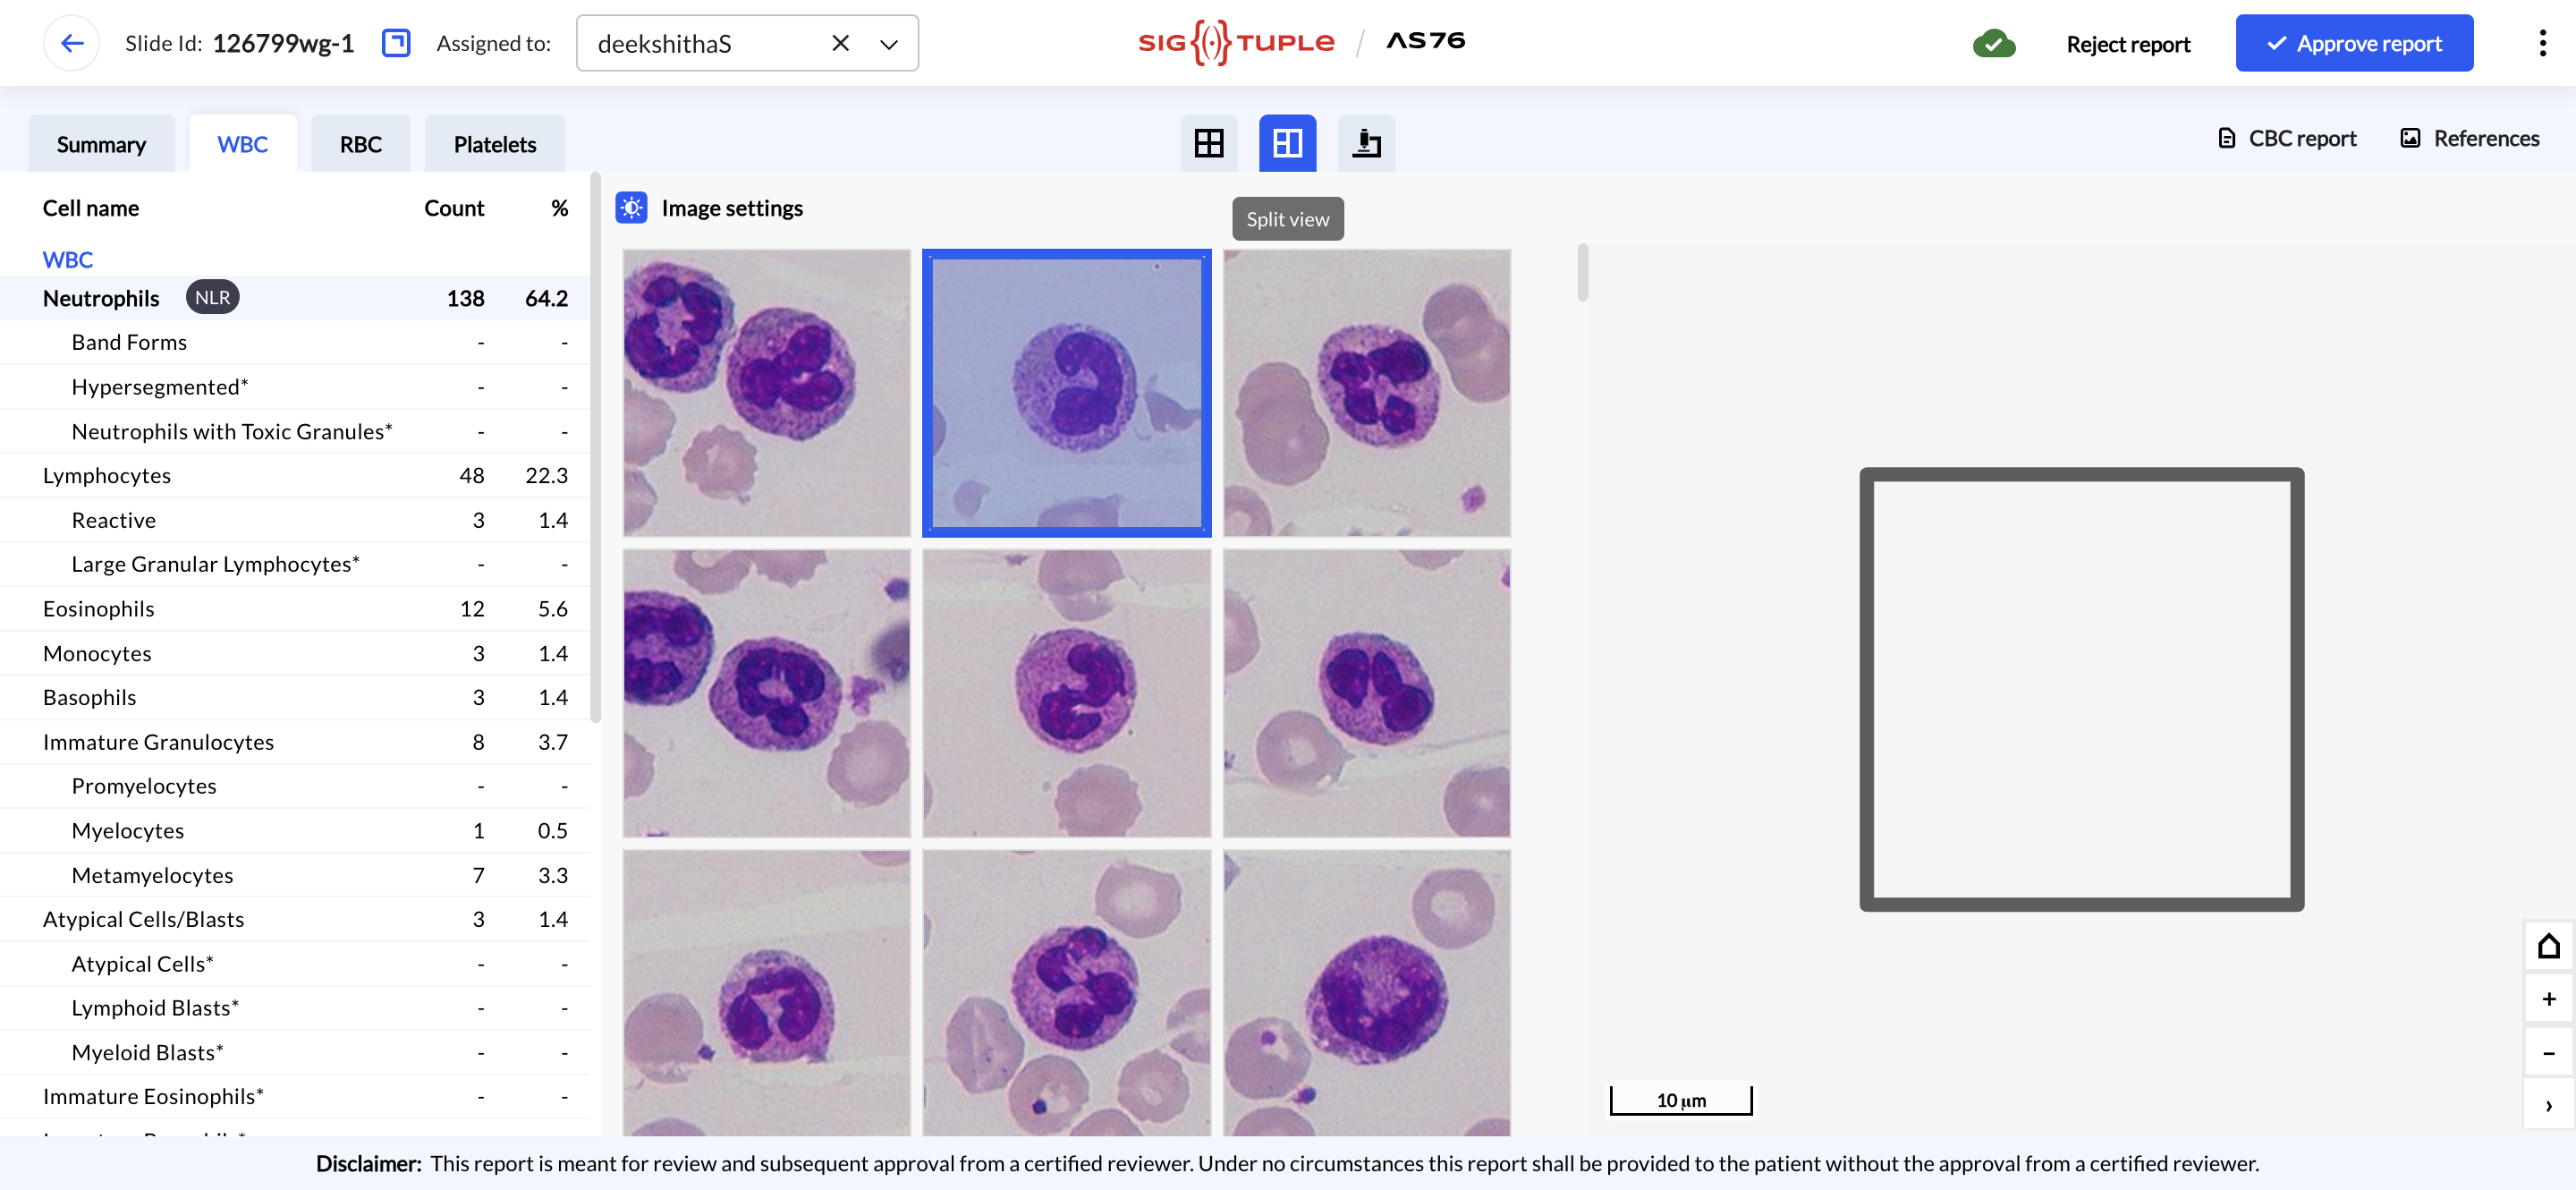 Slide Id: 126799wg-1 Assigned to: deekshithaS SIG TUPLE / AS76 Reject report Approve report
Summary WBC RBC Platelets CBC report References
Cell name Count % Image settings Split view
WBC
Neutrophils NLR 138 64.2
Band Forms - -
Hypersegmented* - -
Neutrophils with Toxic Granules* - -
Lymphocytes 48 22.3
Reactive 3 1.4
Large Granular Lymphocytes* - -
Eosinophils 12 5.6
Monocytes 3 1.4
Basophils 3 1.4
Immature Granulocytes 8 3.7
Promyelocytes - -
Myelocytes 1 0.5
Metamyelocytes 7 3.3
Atypical Cells/Blasts 3 1.4
Atypical Cells* - -
Lymphoid Blasts* - -
Myeloid Blasts* - -
Immature Eosinophils* - -
10 μm
Disclaimer: This report is meant for review and subsequent approval from a certified reviewer. Under no circumstances this report shall be provided to the patient without the approval from a certified reviewer.